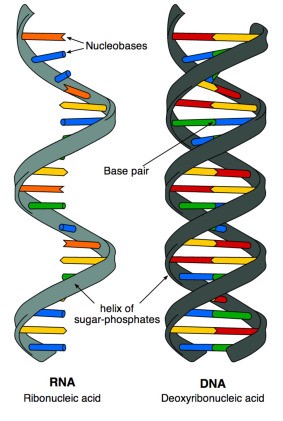 Nucleobases
Base pair
helix of
sugar-phosphates
RNA
Ribonucleic acid
DNA
Deoxyribonucleic acid